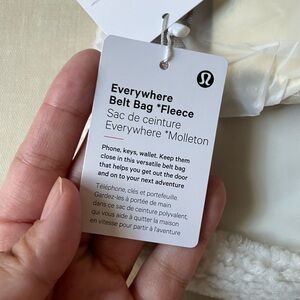 Everywhere
Belt Bag *Fleece
Sac de ceinture
Everywhere *Molleton
Phone, keys, wallet. Keep them
close in this versatile belt bag
that helps you get out the door
and on to your next adventure
Téléphone, clés et portefeuille.
Gardez-les à portée de main
dans ce sac de ceinture polyvalent,
qui vous aide à quitter la maison
en vitesse pour partir à l'aventure